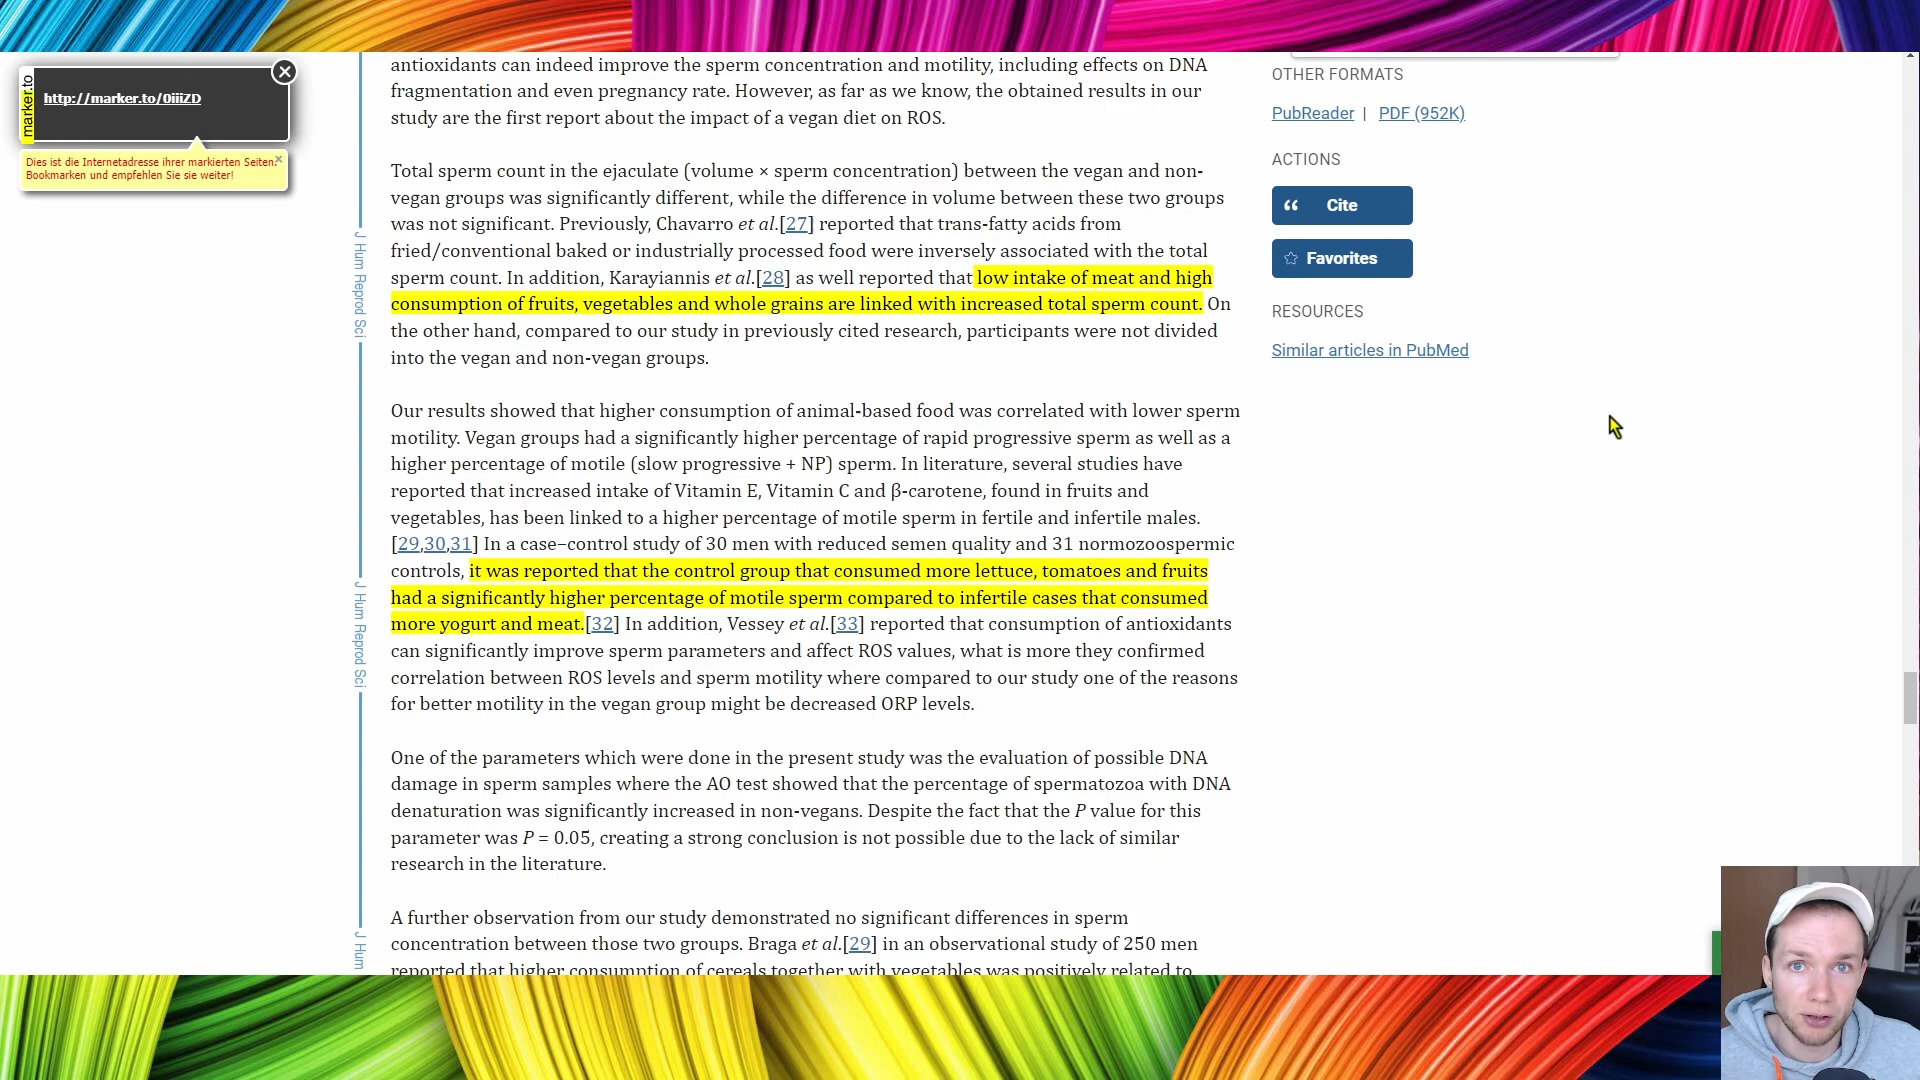 marker.to
http://marker.to/0iiiZD
Dies ist die Internetadresse ihrer markierten Seiten.
Bookmarken und empfehlen Sie sie weiter!
antioxidants can indeed improve the sperm concentration and motility, including effects on DNA
fragmentation and even pregnancy rate. However, as far as we know, the obtained results in our
study are the first report about the impact of a vegan diet on ROS.
Total sperm count in the ejaculate (volume × sperm concentration) between the vegan and non-
vegan groups was significantly different, while the difference in volume between these two groups
was not significant. Previously, Chavarro et al.[27] reported that trans-fatty acids from
fried/conventional baked or industrially processed food were inversely associated with the total
sperm count. In addition, Karayiannis et al.[28] as well reported that low intake of meat and high
consumption of fruits, vegetables and whole grains are linked with increased total sperm count. On
the other hand, compared to our study in previously cited research, participants were not divided
into the vegan and non-vegan groups.
Our results showed that higher consumption of animal-based food was correlated with lower sperm
motility. Vegan groups had a significantly higher percentage of rapid progressive sperm as well as a
higher percentage of motile (slow progressive + NP) sperm. In literature, several studies have
reported that increased intake of Vitamin E, Vitamin C and β-carotene, found in fruits and
vegetables, has been linked to a higher percentage of motile sperm in fertile and infertile males.
[29,30,31] In a case–control study of 30 men with reduced semen quality and 31 normozoospermic
controls, it was reported that the control group that consumed more lettuce, tomatoes and fruits
had a significantly higher percentage of motile sperm compared to infertile cases that consumed
more yogurt and meat.[32] In addition, Vessey et al.[33] reported that consumption of antioxidants
can significantly improve sperm parameters and affect ROS values, what is more they confirmed
correlation between ROS levels and sperm motility where compared to our study one of the reasons
for better motility in the vegan group might be decreased ORP levels.
One of the parameters which were done in the present study was the evaluation of possible DNA
damage in sperm samples where the AO test showed that the percentage of spermatozoa with DNA
denaturation was significantly increased in non-vegans. Despite the fact that the P value for this
parameter was P = 0.05, creating a strong conclusion is not possible due to the lack of similar
research in the literature.
A further observation from our study demonstrated no significant differences in sperm
concentration between those two groups. Braga et al.[29] in an observational study of 250 men
reported that higher consumption of cereals together with vegetables was positively related to
J Hum Reprod Sci
J Hum Reprod Sci
J Hum
OTHER FORMATS
PubReader | PDF (952K)
ACTIONS
Cite
Favorites
RESOURCES
Similar articles in PubMed